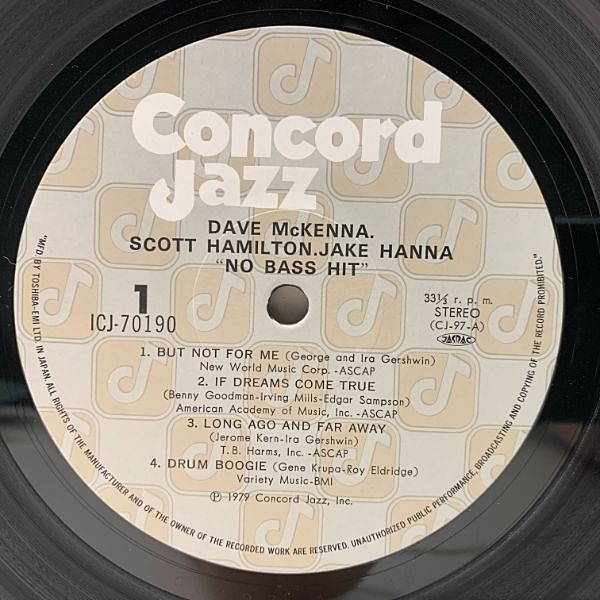 Concord
Jazz
DAVE McKENNA.
SCOTT HAMILTON.JAKE HANNA
"NO BASS HIT"
1
ICJ-70190
33⅓ r. p. m.
STEREO
(CJ-97-A)
JASRAC
1. BUT NOT FOR ME (George and Ira Gershwin)
New World Music Corp. -ASCAP
2. IF DREAMS COME TRUE
(Benny Goodman-Irving Mills-Edgar Sampson)
American Academy of Music, Inc. -ASCAP
3. LONG AGO AND FAR AWAY
(Jerome Kern-Ira Gershwin)
T. B. Harms, Inc. -ASCAP
4. DRUM BOOGIE (Gene Krupa-Roy Eldridge)
Variety Music-BMI
℗ 1979 Concord Jazz, Inc.
"MFD. BY TOSHIBA-EMI LTD. IN JAPAN ALL RIGHTS OF THE MANUFACTURER AND OF THE OWNER OF THE RECORDED WORK ARE RESERVED. UNAUTHORIZED PUBLIC PERFORMANCE, BROADCASTING AND COPYING OF THE RECORD PROHIBITED."